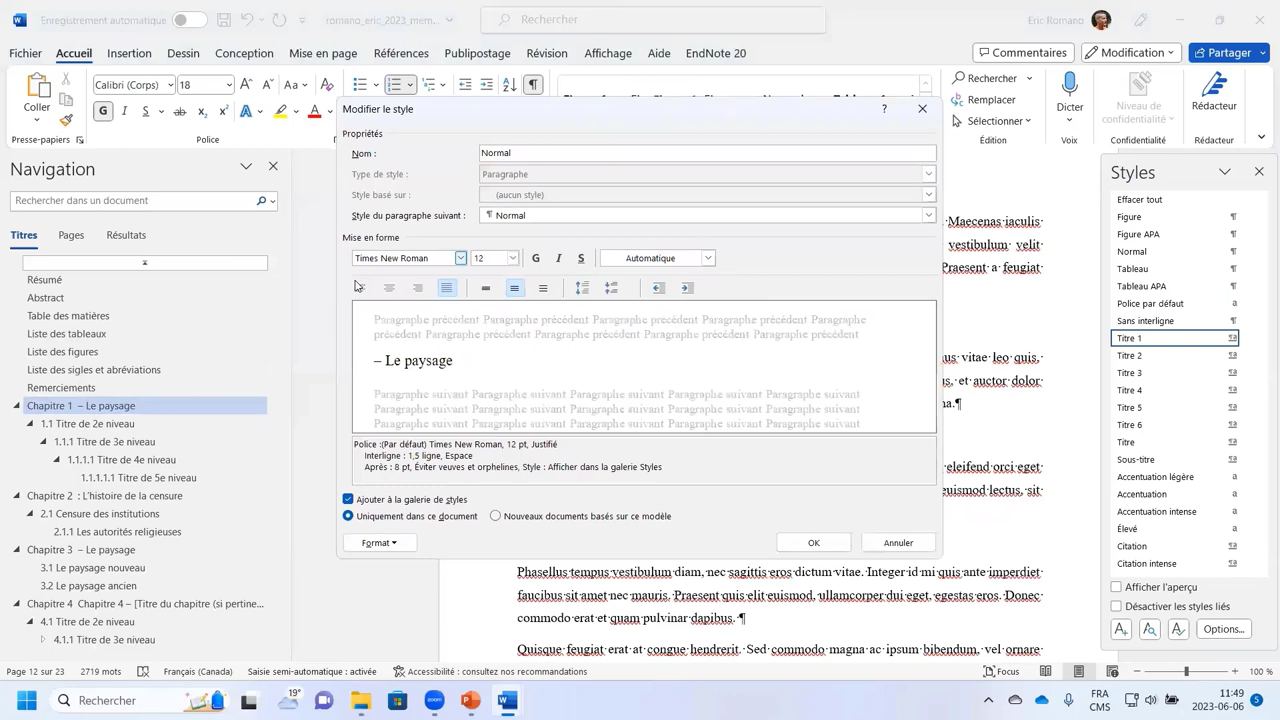 Enregistrement automatique
romano_eric_2023_mem...
Rechercher
Eric Romano
Fichier Accueil Insertion Dessin Conception Mise en page Références Publipostage Révision Affichage Aide EndNote 20
Commentaires Modification Partager
Calibri (Corps) 18
Coller
Presse-papiers
Police
Rechercher
Remplacer
Sélectionner
Édition
Dicter
Voix
Niveau de confidentialité
Confidentialité
Rédacteur
Rédacteur
Navigation
Rechercher dans un document
Titres Pages Résultats
Résumé
Abstract
Table des matières
Liste des tableaux
Liste des figures
Liste des sigles et abréviations
Remerciements
Chapitre 1 – Le paysage
1.1 Titre de 2e niveau
1.1.1 Titre de 3e niveau
1.1.1.1 Titre de 4e niveau
1.1.1.1.1 Titre de 5e niveau
Chapitre 2 : L'histoire de la censure
2.1 Censure des institutions
2.1.1 Les autorités religieuses
Chapitre 3 – Le paysage
3.1 Le paysage nouveau
3.2 Le paysage ancien
Chapitre 4 Chapitre 4 – [Titre du chapitre (si pertine...
4.1 Titre de 2e niveau
4.1.1 Titre de 3e niveau
Modifier le style
Propriétés
Nom : Normal
Type de style : Paragraphe
Style basé sur : (aucun style)
Style du paragraphe suivant : ¶ Normal
Mise en forme
Times New Roman 12 G I S Automatique
Paragraphe précédent Paragraphe précédent Paragraphe précédent Paragraphe précédent Paragraphe
précédent Paragraphe précédent Paragraphe précédent Paragraphe précédent Paragraphe précédent
– Le paysage
Paragraphe suivant Paragraphe suivant Paragraphe suivant Paragraphe suivant Paragraphe suivant
Paragraphe suivant Paragraphe suivant Paragraphe suivant Paragraphe suivant Paragraphe suivant
Paragraphe suivant Paragraphe suivant Paragraphe suivant Paragraphe suivant Paragraphe suivant
Police :(Par défaut) Times New Roman, 12 pt, Justifié
Interligne : 1,5 ligne, Espace
Après : 8 pt, Éviter veuves et orphelines, Style : Afficher dans la galerie Styles
Ajouter à la galerie de styles
Uniquement dans ce document Nouveaux documents basés sur ce modèle
Format OK Annuler
Maecenas iaculis
vestibulum velit
Praesent a feugiat
vitae leo quis,
, et auctor dolor
na.¶
eleifend orci eget
euismod lectus, sit
Phasellus tempus vestibulum diam, nec sagittis eros dictum vitae. Integer id mi quis ante imperdiet
faucibus sit amet nec mauris. Praesent quis elit euismod, ullamcorper dui eget, egestas eros. Donec
commodo erat et quam pulvinar dapibus. ¶
Quisque feugiat erat at congue hendrerit. Sed commodo magna ac ipsum bibendum, vel ornare
Styles
Effacer tout
Figure ¶
Figure APA ¶
Normal ¶
Tableau ¶
Tableau APA ¶
Police par défaut a
Sans interligne ¶
Titre 1 ¶a
Titre 2 ¶a
Titre 3 ¶a
Titre 4 ¶a
Titre 5 ¶a
Titre 6 ¶a
Titre ¶a
Sous-titre ¶a
Accentuation légère a
Accentuation a
Accentuation intense a
Élevé a
Citation ¶a
Citation intense ¶a
Afficher l'aperçu
Désactiver les styles liés
Options...
Page 12 sur 23 2719 mots Français (Canada) Saisie semi-automatique : activée Accessibilité : consultez nos recommandations Focus 100 %
Rechercher
19°
zoom
FRA
CMS
11:49
2023-06-06
5